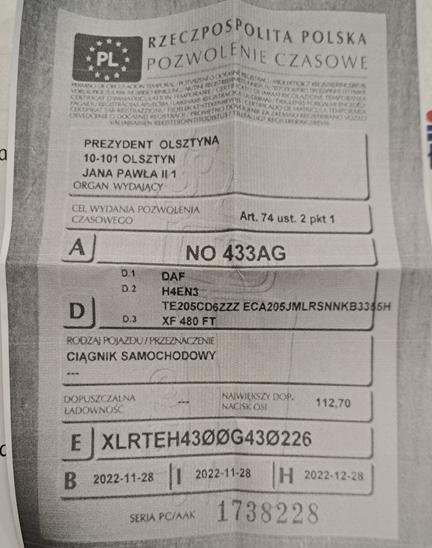 PL
RZECZPOSPOLITA POLSKA
POZWOLENIE CZASOWE
PREZYDENT OLSZTYNA
10-101 OLSZTYN
JANA PAWŁA II 1
ORGAN WYDAJĄCY
CEL WYDANIA POZWOLENIA CZASOWEGO
Art. 74 ust. 2 pkt 1
A NO 433AG
D.1 DAF
D.2 H4EN3
TE205CD6ZZZ ECA205JMLRSNNKB3355H
D
D.3 XF 480 FT
RODZAJ POJAZDU / PRZEZNACZENIE
CIĄGNIK SAMOCHODOWY
---
DOPUSZCZALNA ŁADOWNOŚĆ --- NAJWIĘKSZY DOP. NACISK OSI 112,70
E XLRTEH4300G430226
B 2022-11-28 I 2022-11-28 H 2022-12-28
SERIA PC/AAK 1738228